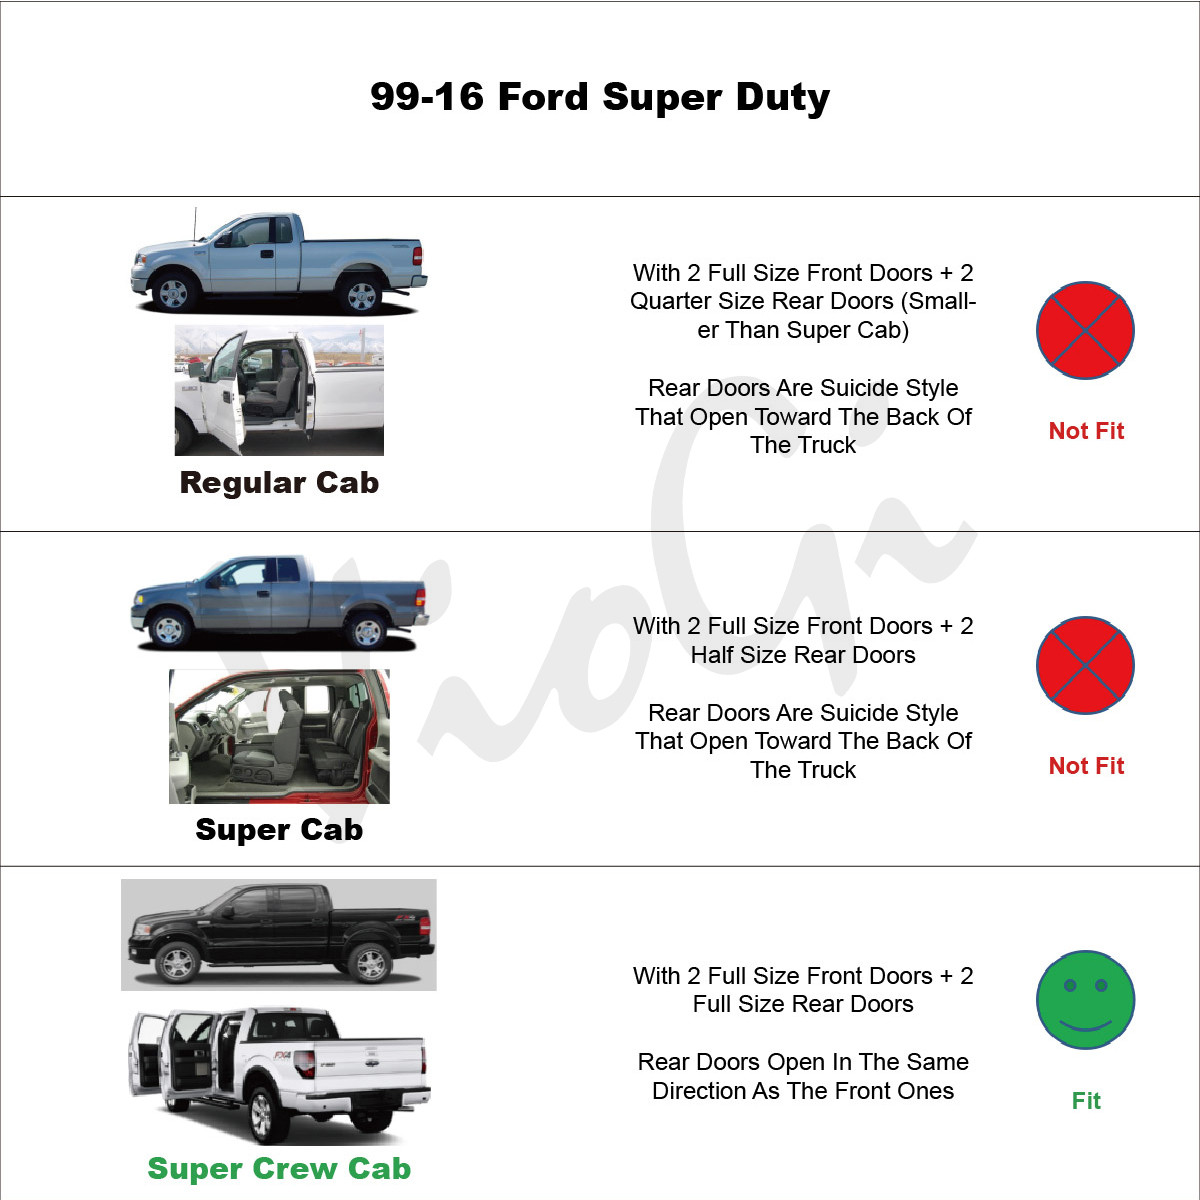 99-16 Ford Super Duty
With 2 Full Size Front Doors + 2
Quarter Size Rear Doors (Small-
er Than Super Cab)
Rear Doors Are Suicide Style
That Open Toward The Back Of
The Truck
Not Fit
Regular Cab
With 2 Full Size Front Doors + 2
Half Size Rear Doors
Rear Doors Are Suicide Style
That Open Toward The Back Of
The Truck
Not Fit
Super Cab
With 2 Full Size Front Doors + 2
Full Size Rear Doors
Rear Doors Open In The Same
Direction As The Front Ones
Fit
FX4
Super Crew Cab
YioGi